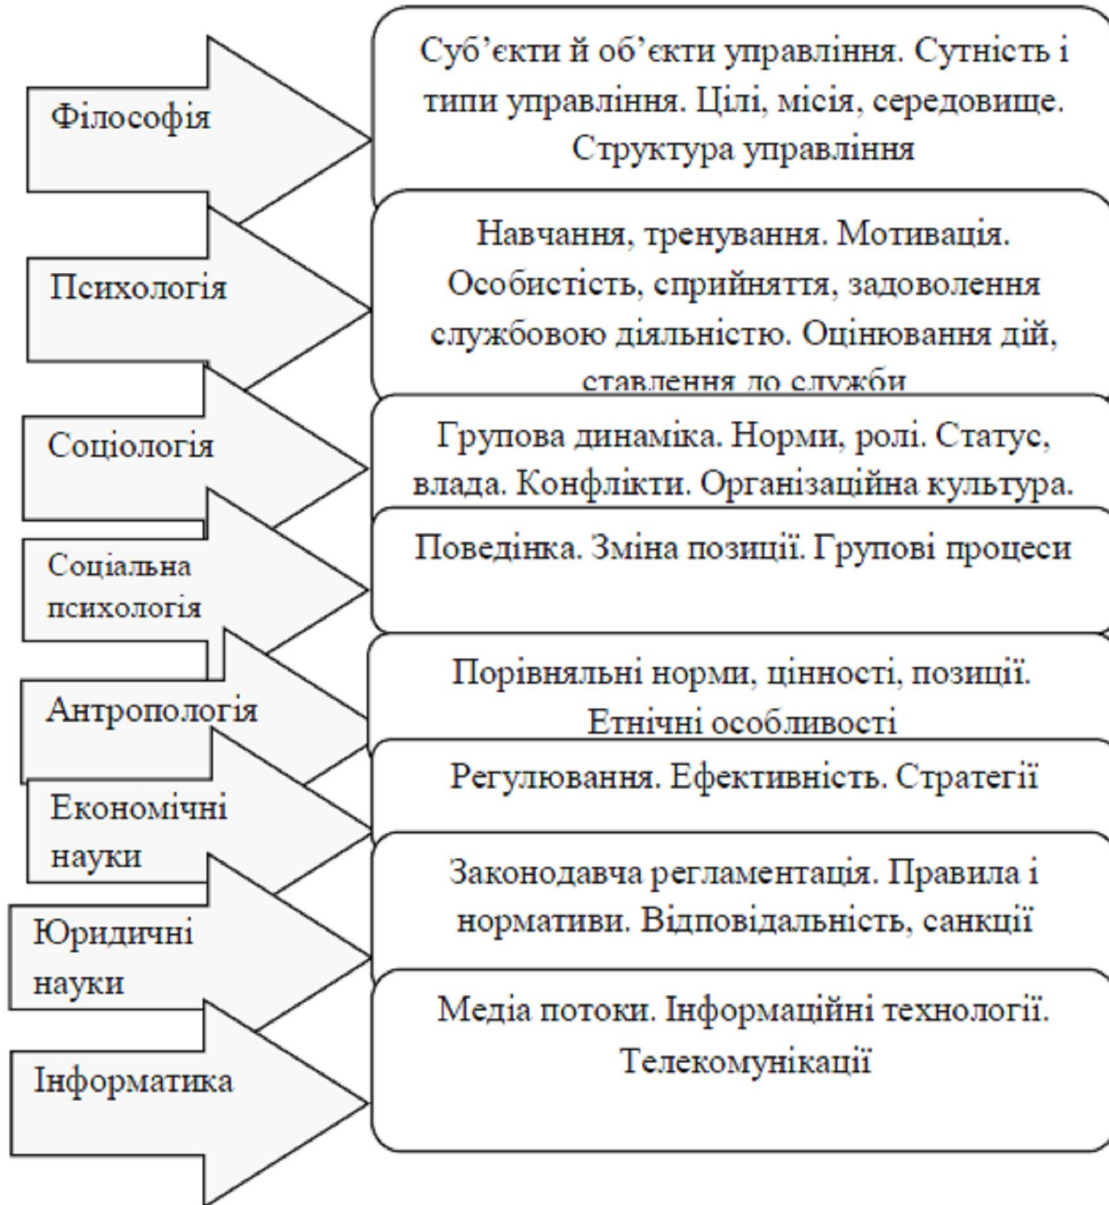 Філософія
Суб’єкти й об’єкти управління. Сутність і
типи управління. Цілі, місія, середовище.
Структура управління
Психологія
Навчання, тренування. Мотивація.
Особистість, сприйняття, задоволення
службовою діяльністю. Оцінювання дій,
ставлення до служби
Соціологія
Групова динаміка. Норми, ролі. Статус,
влада. Конфлікти. Організаційна культура.
Соціальна
психологія
Поведінка. Зміна позиції. Групові процеси
Антропологія
Порівняльні норми, цінності, позиції.
Етнічні особливості
Економічні
науки
Регулювання. Ефективність. Стратегії
Юридичні
науки
Законодавча регламентація. Правила і
нормативи. Відповідальність, санкції
Інформатика
Медіа потоки. Інформаційні технології.
Телекомунікації